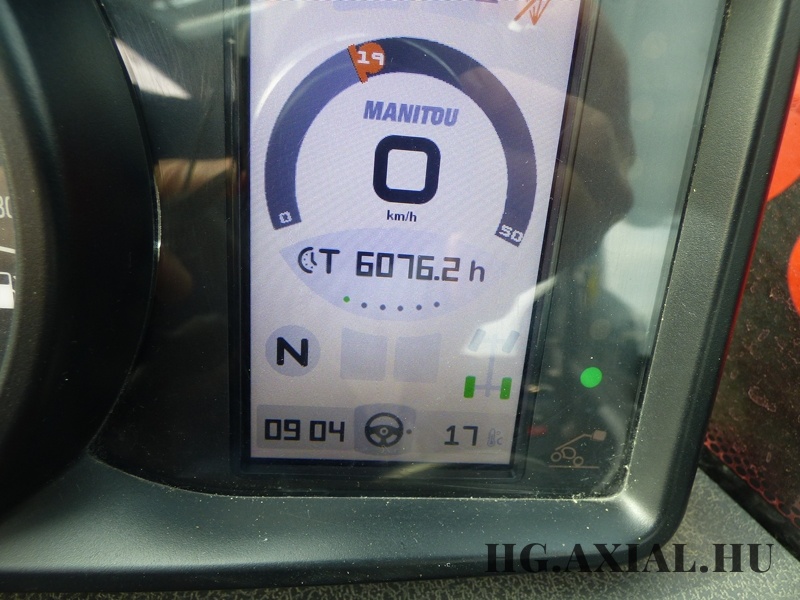 19
MANITOU
0
km/h
0
50
T 6076.2 h
N
09 04
17 °c
HG.AXIAL.HU